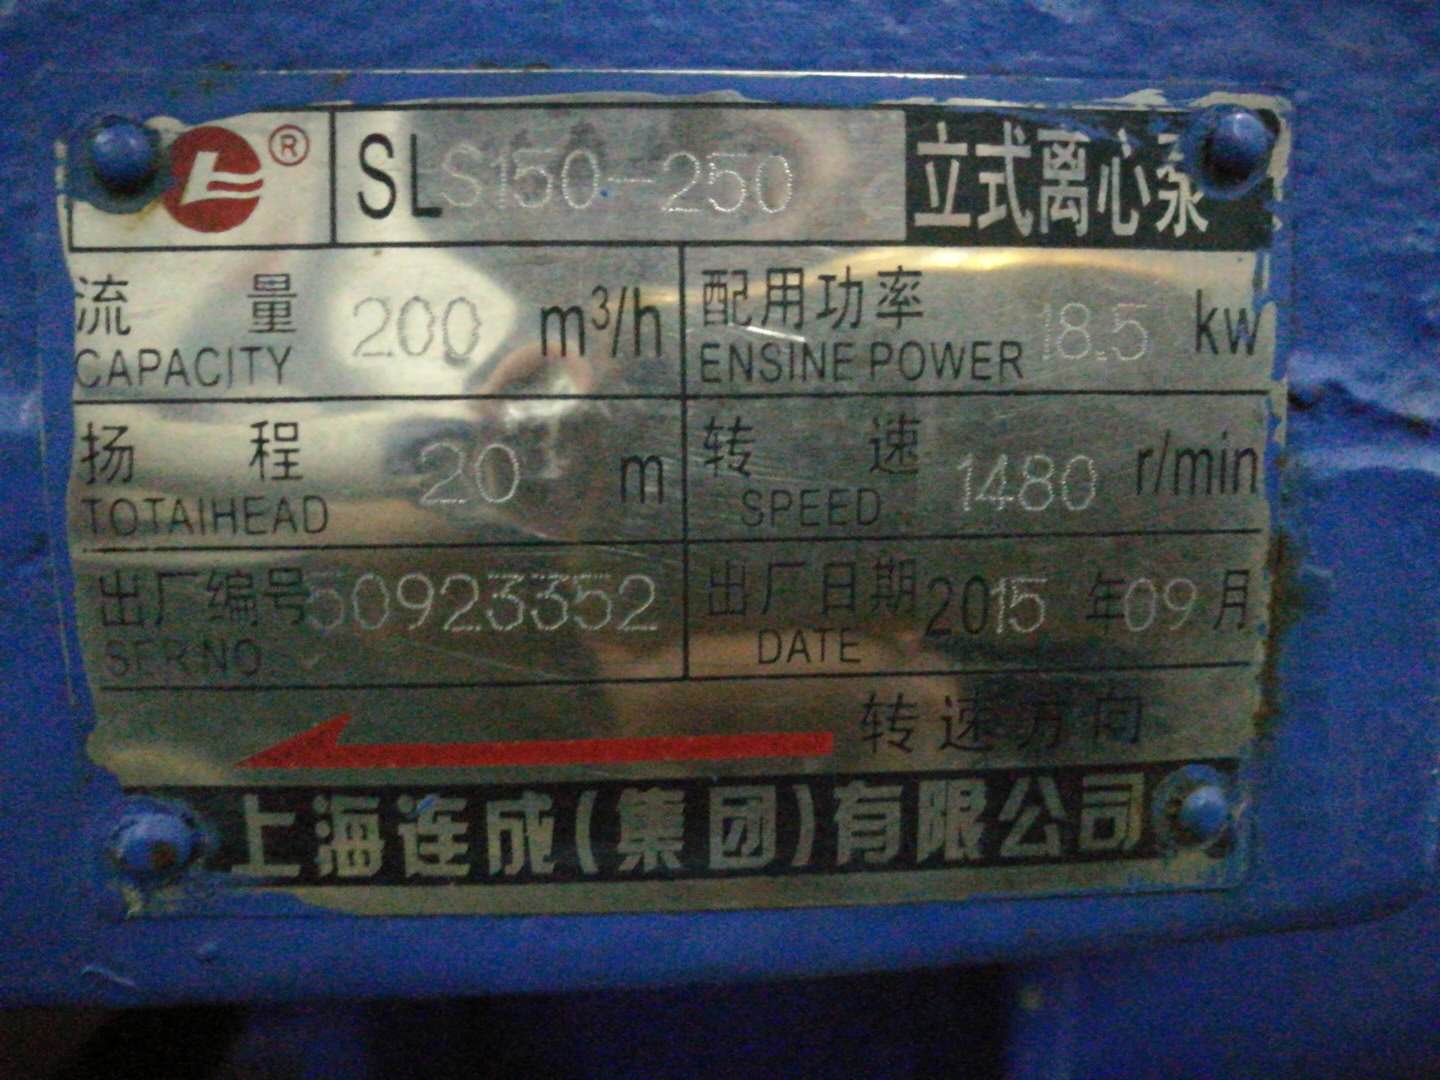 L ® SLS150-250 立式离心泵
流量 200 m³/h 配用功率 18.5 kw
CAPACITY ENSINE POWER
扬程 20 m 转速 1480 r/min
TOTAIHEAD SPEED
出厂编号 50923352 出厂日期 2015 年 09 月
SER NO DATE
转速方向
上海连成(集团)有限公司